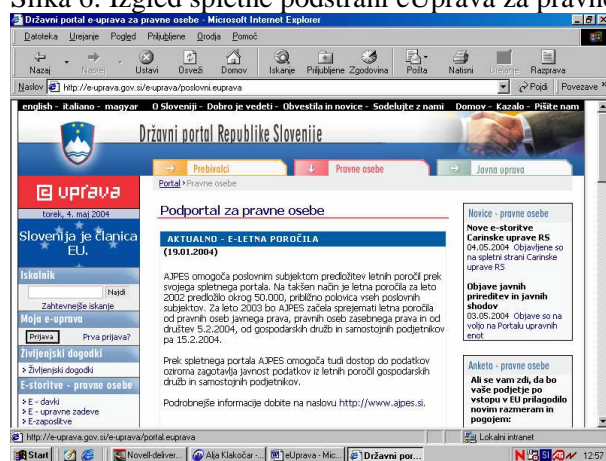 Slika 6: Izgled spletne podstrani eUprava za pravne
Državni portal e-uprava za pravne osebe - Microsoft Internet Explorer
Datoteka Urejanje Pogled Priljubljene Orodja Pomoč
Nazaj Naprej Ustavi Osveži Domov Iskanje Priljubljene Zgodovina Pošta Natisni Urejanje Razprava
Naslov http://e-uprava.gov.si/e-uprava/poslovni.euprava Pojdi Povezave
english - italiano - magyar O Sloveniji - Dobro je vedeti - Obvestila in novice - Sodelujte z nami Domov - Kazalo - Pišite nam
Državni portal Republike Slovenije
Prebivalci Pravne osebe Javna uprava
uprava
torek, 4. maj 2004
Slovenija je članica
EU.
Iskalnik
Najdi
Zahtevnejše iskanje
Moja e-uprava
Prijava Prva prijava?
Življenjski dogodki
> Življenjski dogodki
E-storitve - pravne osebe
> E - davki
> E - upravne zadeve
> E-zaposlitve
Portal > Pravne osebe
Podportal za pravne osebe
AKTUALNO - E-LETNA POROČILA
(19.01.2004)
AJPES omogoča poslovnim subjektom predložitev letnih poročil prek
svojega spletnega portala. Na takšen način je letna poročila za leto
2002 predložilo okrog 50.000, približno polovica vseh poslovnih
subjektov. Za leto 2003 bo AJPES začela sprejemati letna poročila
od pravnih oseb javnega prava, pravnih oseb zasebnega prava in od
društev 5.2.2004, od gospodarskih družb in samostojnih podjetnikov
pa 15.2.2004.
Prek spletnega portala AJPES omogoča tudi dostop do podatkov
oziroma zagotavlja javnost podatkov iz letnih poročil gospodarskih
družb in samostojnih podjetnikov.
Podrobnejše informacije dobite na naslovu http://www.ajpes.si.
Novice - pravne osebe
Nove e-storitve
Carinske uprave RS
04.05.2004 Objavljene so
na spletni strani Carinske
uprave RS
Objave javnih
prireditev in javnih
shodov
03.05.2004 Objave so na
voljo na Portalu upravnih
enot
Anketa - pravne osebe
Ali se vam zdi, da bo
vaše podjetje po
vstopu v EU prilagodilo
novim razmeram in
pogojem:
http://e-uprava.gov.si/e-uprava/portal.euprava Lokalni intranet
Start Novell-deliver... Alja Klakočar -... eUprava - Mic... Državni por... 12:57